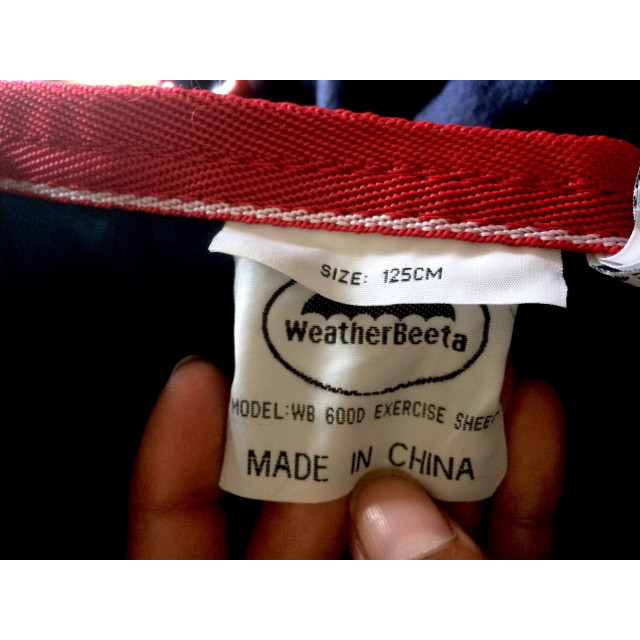 SIZE: 125CM
WeatherBeeta
MODEL:WB 600D EXERCISE SHEET
MADE IN CHINA